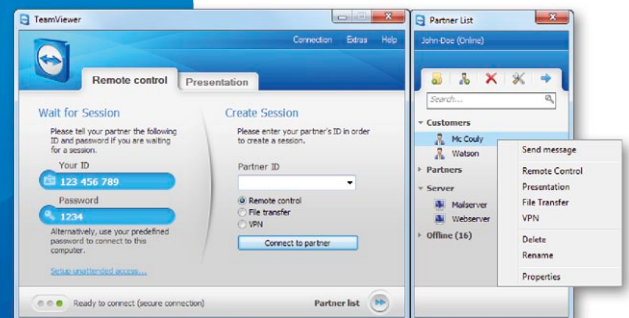 TeamViewer
Connection Extras Help
Remote control
Presentation
Wait for Session
Please tell your partner the following
ID and password if you are waiting
for a session.
Your ID
123 456 789
Password
1234
Alternatively, use your predefined
password to connect to this
computer.
Setup unattended access...
Create Session
Please enter your partner's ID in order
to create a session.
Partner ID
Remote control
File transfer
VPN
Connect to partner
Ready to connect (secure connection)
Partner list
Partner List
John-Doe (Online)
Search...
Customers
Mc Couly
Watson
Partners
Server
Mailserver
Webserver
Offline (16)
Send message
Remote Control
Presentation
File Transfer
VPN
Delete
Rename
Properties